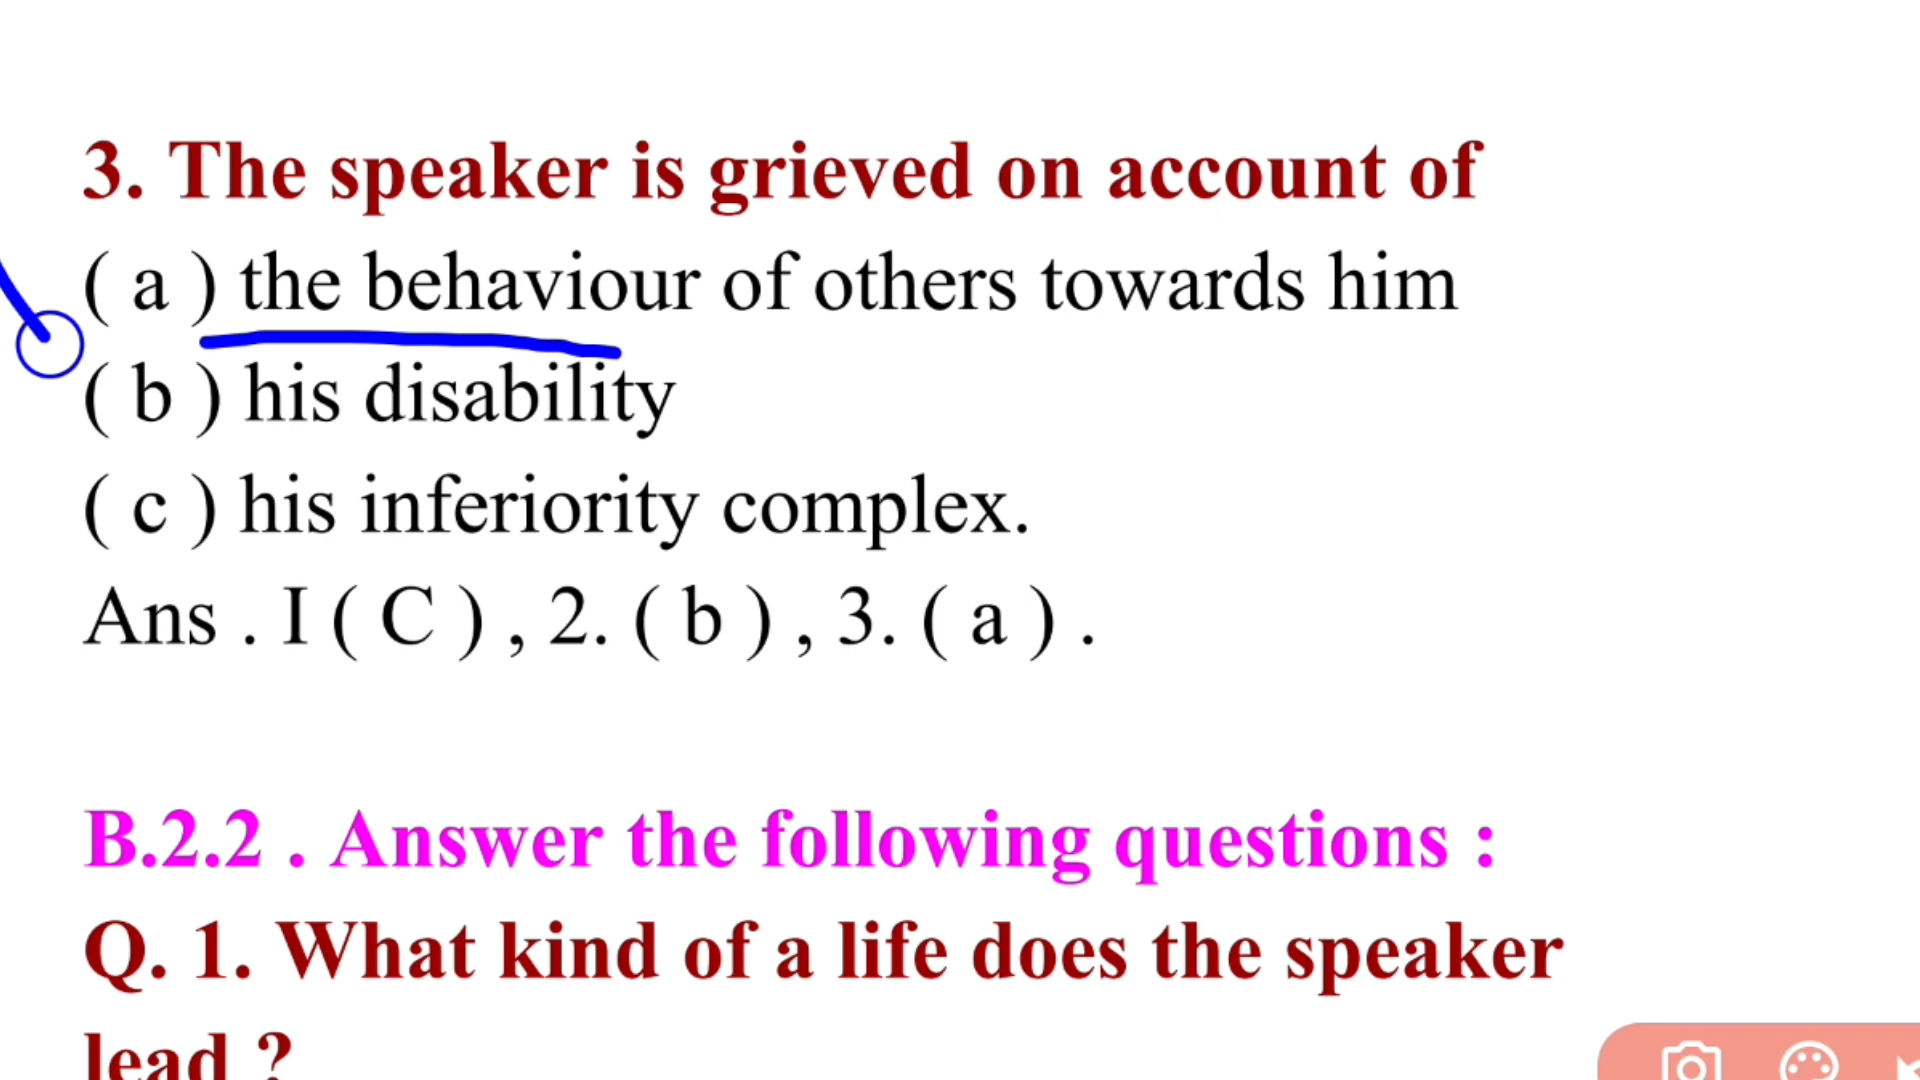 3. The speaker is grieved on account of
( a ) the behaviour of others towards him
( b ) his disability
( c ) his inferiority complex.
Ans . I ( C ) , 2. ( b ) , 3. ( a ) .
B.2.2 . Answer the following questions :
Q. 1. What kind of a life does the speaker
lead ?